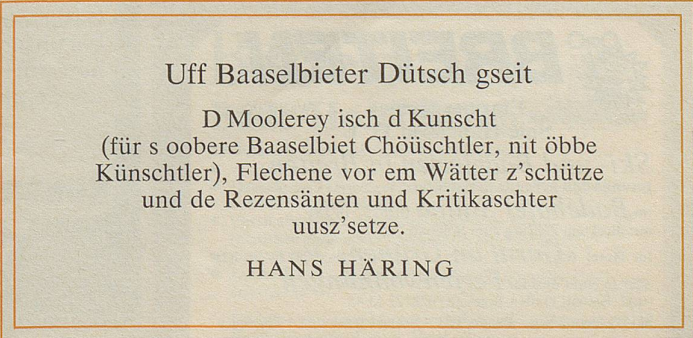 Uff Baaselbieter Dütsch gseit
D Moolerey isch d Kunscht
(für s oobere Baaselbiet Chöüschtler, nit öbbe
Künschtler), Flechene vor em Wätter z'schütze
und de Rezensänten und Kritikaschter
uusz'setze.
HANS HÄRING